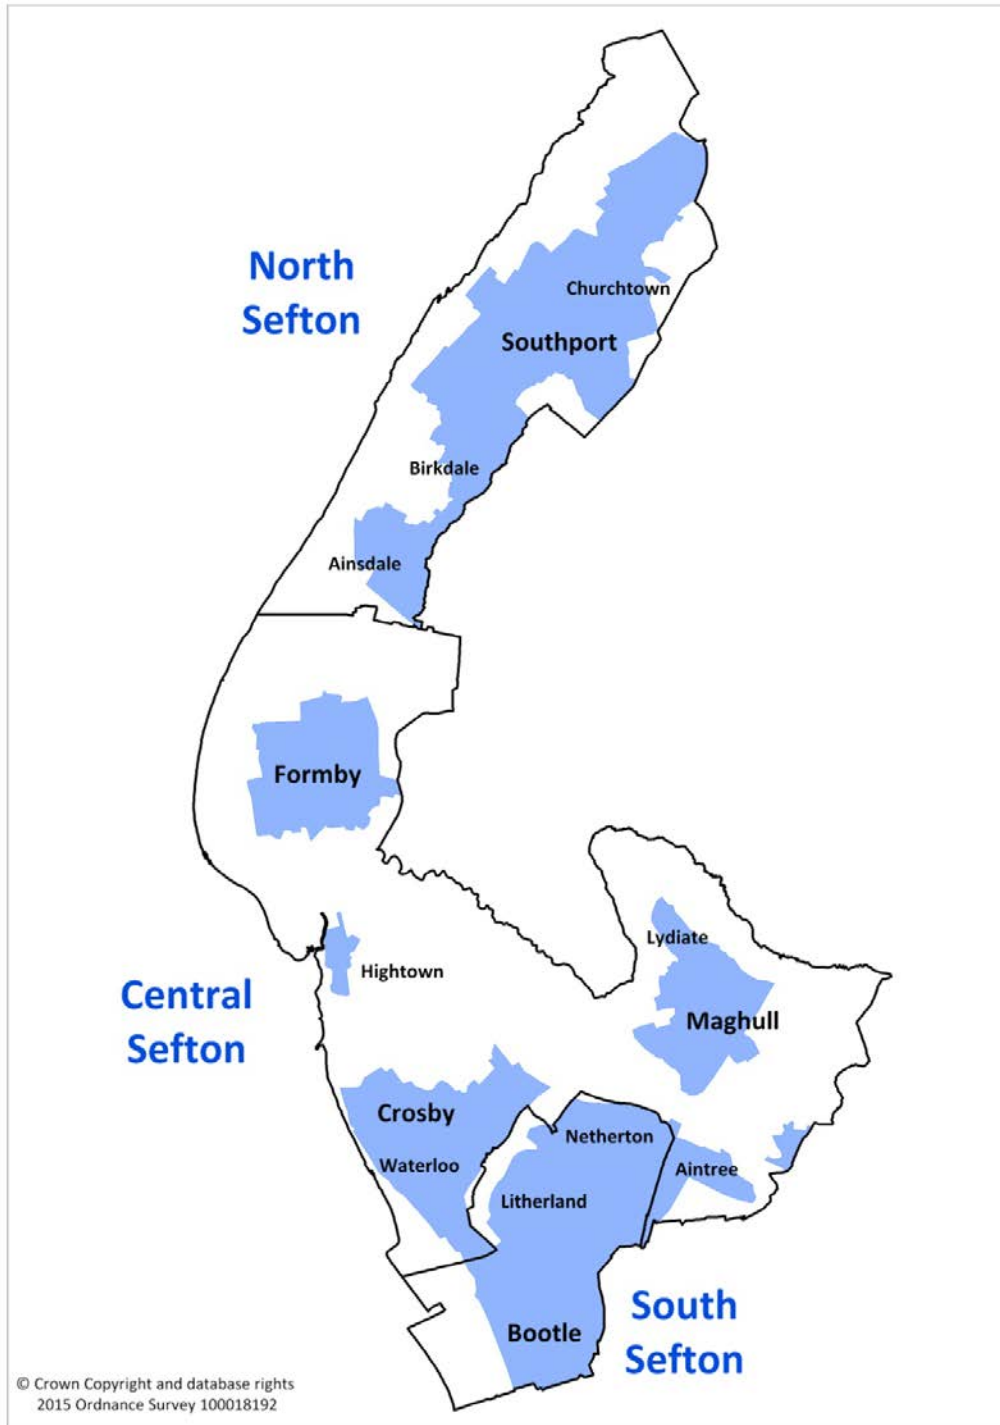 North
Sefton
Churchtown
Southport
Birkdale
Ainsdale
Formby
Lydiate
Hightown
Central
Sefton
Maghull
Crosby
Netherton
Waterloo
Aintree
Litherland
South
Sefton
Bootle
© Crown Copyright and database rights
2015 Ordnance Survey 100018192